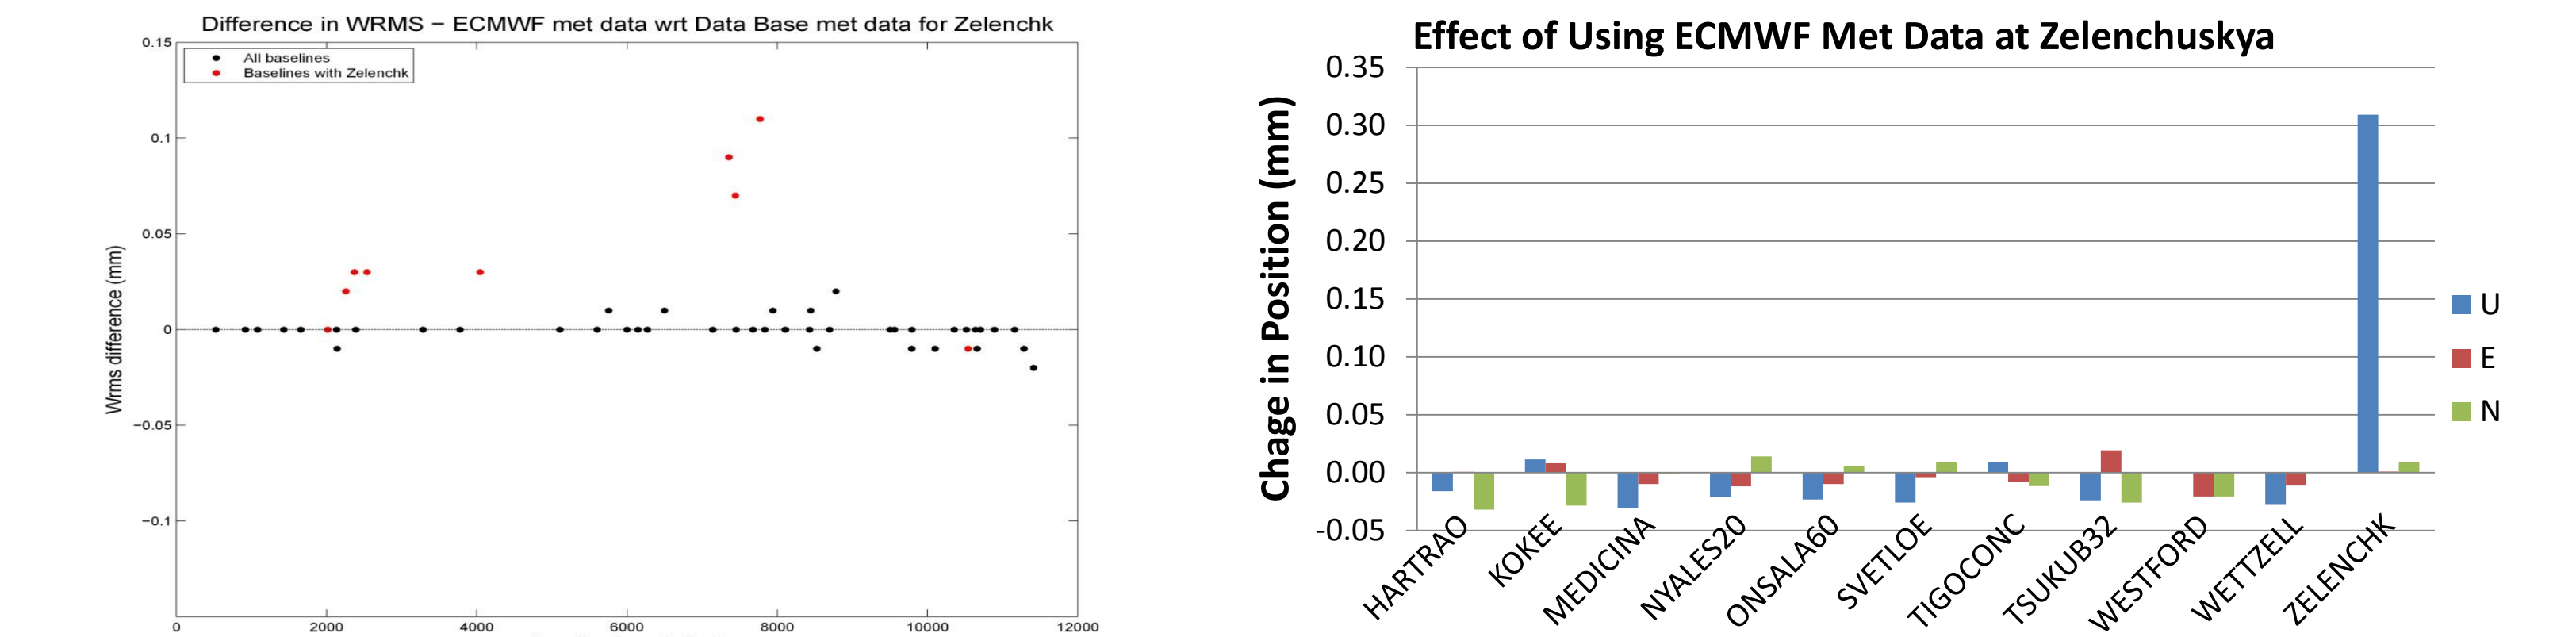 Difference in WRMS − ECMWF met data wrt Data Base met data for Zelenchk
All baselines
Baselines with Zelenchk
Wrms difference (mm)
0.15
0.1
0.05
0
−0.05
−0.1
0
2000
4000
6000
8000
10000
12000
Effect of Using ECMWF Met Data at Zelenchuskya
Chage in Position (mm)
0.35
0.30
0.25
0.20
0.15
0.10
0.05
0.00
-0.05
HARTRAO
KOKEE
MEDICINA
NYALES20
ONSALA60
SVETLOE
TIGOCONC
TSUKUB32
WESTFORD
WETTZELL
ZELENCHK
U
E
N